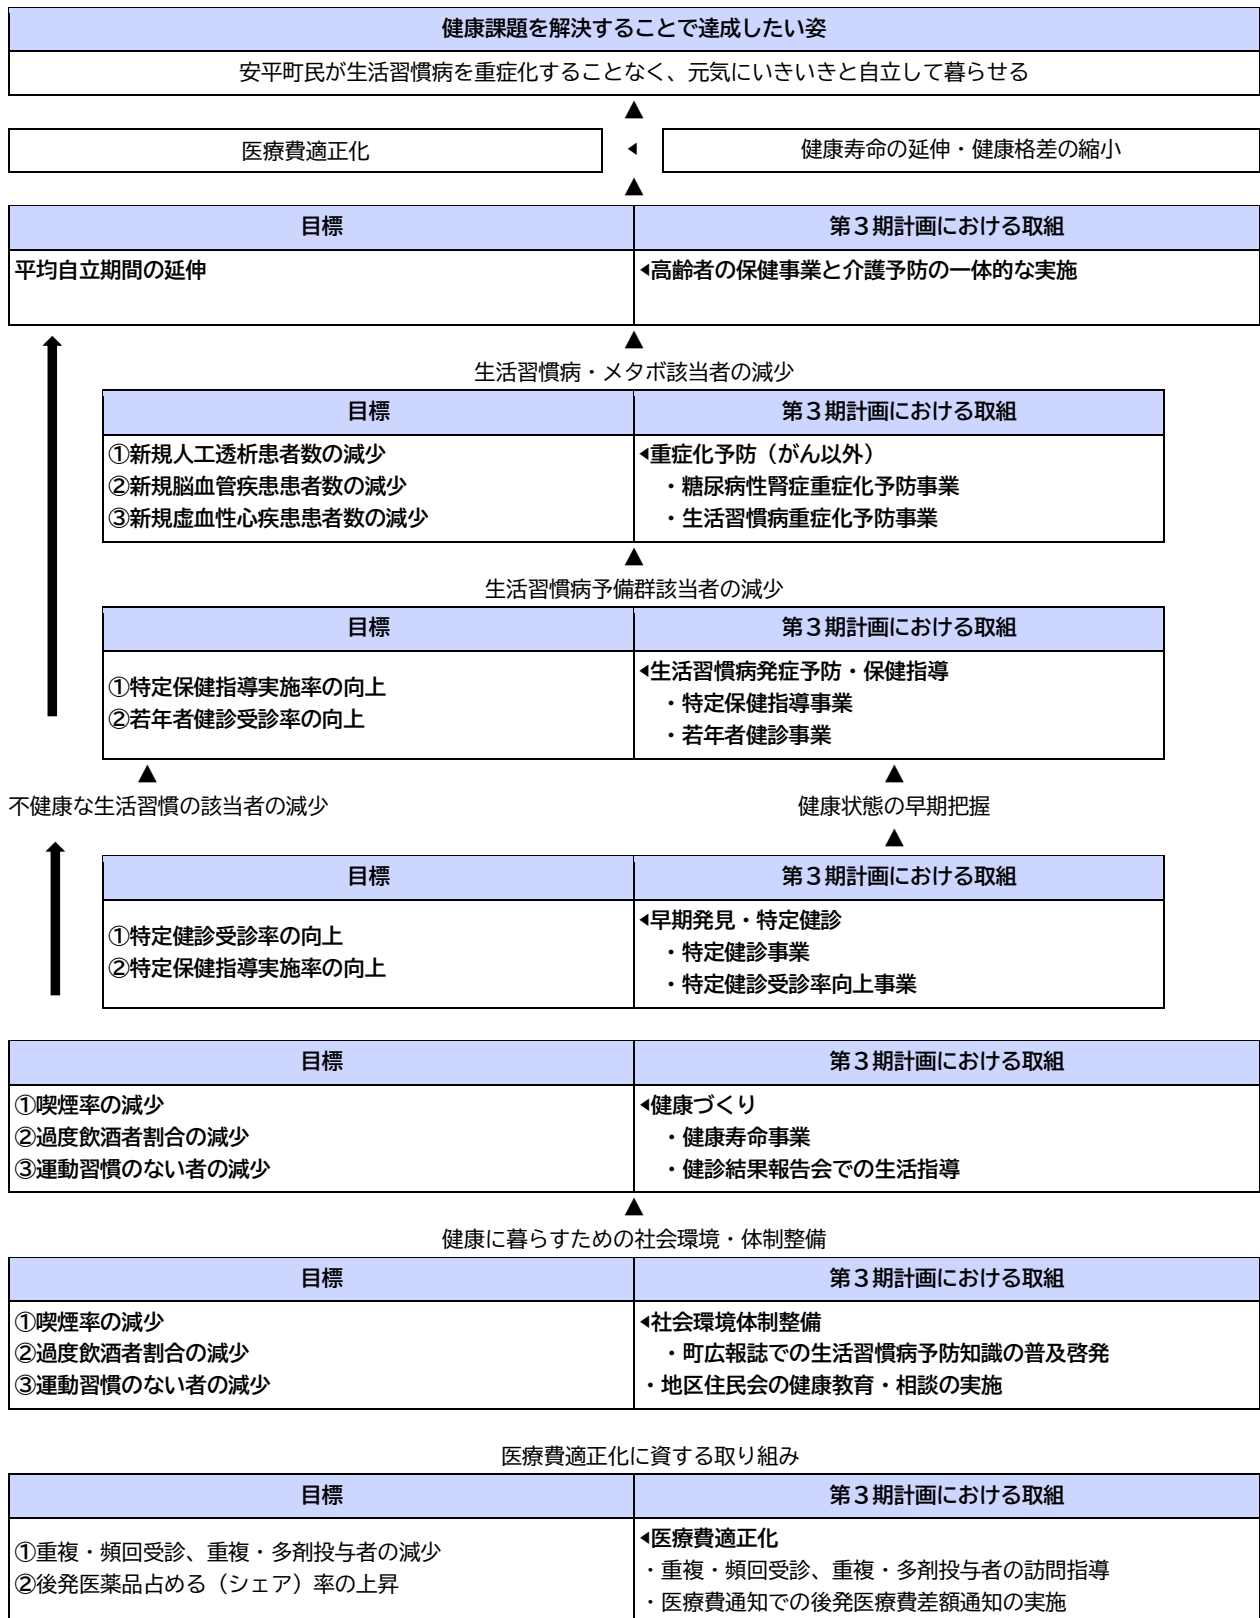 健康課題を解決することで達成したい姿
安平町民が生活習慣病を重症化することなく、元気にいきいきと自立して暮らせる
▲
医療費適正化
◀
健康寿命の延伸・健康格差の縮小
▲
目標
第３期計画における取組
平均自立期間の延伸
◀高齢者の保健事業と介護予防の一体的な実施
▲
生活習慣病・メタボ該当者の減少
目標
第３期計画における取組
①新規人工透析患者数の減少
②新規脳血管疾患患者数の減少
③新規虚血性心疾患患者数の減少
◀重症化予防（がん以外）
・糖尿病性腎症重症化予防事業
・生活習慣病重症化予防事業
▲
生活習慣病予備群該当者の減少
目標
第３期計画における取組
①特定保健指導実施率の向上
②若年者健診受診率の向上
◀生活習慣病発症予防・保健指導
・特定保健指導事業
・若年者健診事業
▲
▲
不健康な生活習慣の該当者の減少
健康状態の早期把握
▲
目標
第３期計画における取組
①特定健診受診率の向上
②特定保健指導実施率の向上
◀早期発見・特定健診
・特定健診事業
・特定健診受診率向上事業
目標
第３期計画における取組
①喫煙率の減少
②過度飲酒者割合の減少
③運動習慣のない者の減少
◀健康づくり
・健康寿命事業
・健診結果報告会での生活指導
▲
健康に暮らすための社会環境・体制整備
目標
第３期計画における取組
①喫煙率の減少
②過度飲酒者割合の減少
③運動習慣のない者の減少
◀社会環境体制整備
・町広報誌での生活習慣病予防知識の普及啓発
・地区住民会の健康教育・相談の実施
医療費適正化に資する取り組み
目標
第３期計画における取組
①重複・頻回受診、重複・多剤投与者の減少
②後発医薬品占める（シェア）率の上昇
◀医療費適正化
・重複・頻回受診、重複・多剤投与者の訪問指導
・医療費通知での後発医療費差額通知の実施